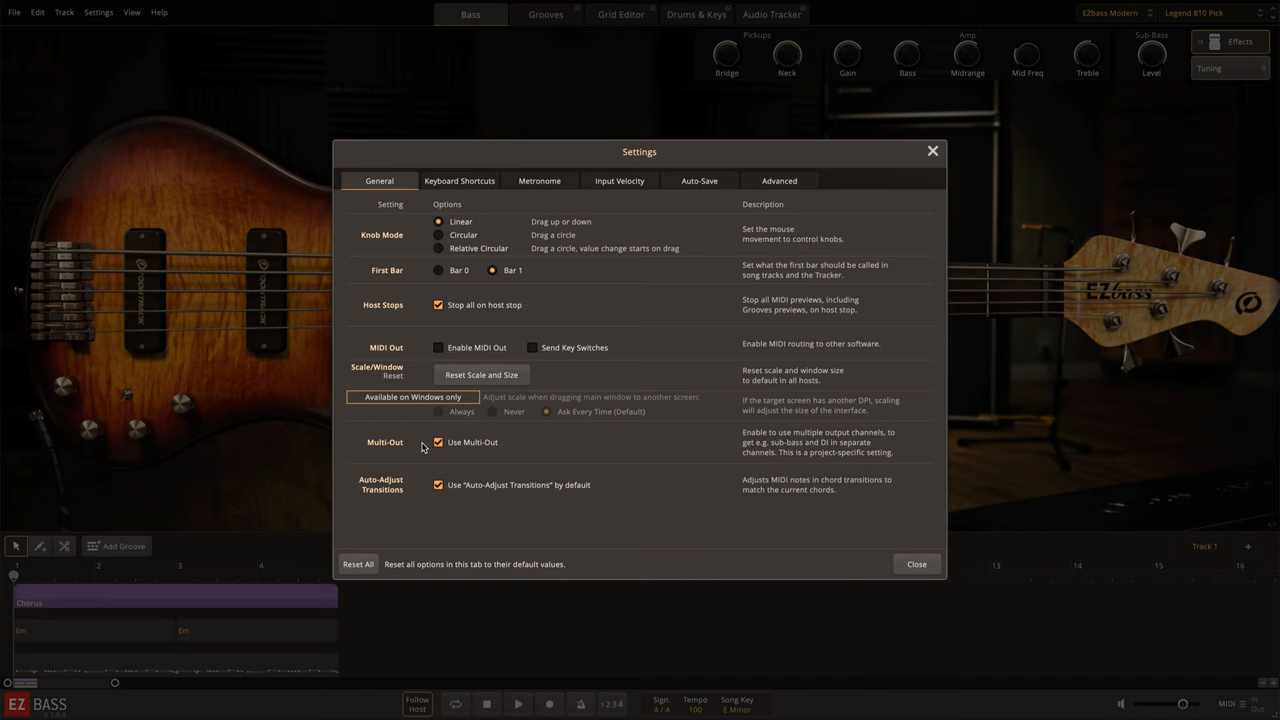 File Edit Track Settings View Help
Bass Grooves Grid Editor Drums & Keys Audio Tracker
EZbass Modern Legend 810 Pick
Pickups Amp Sub-Bass
Bridge Neck Gain Bass Midrange Mid Freq Treble Level
Effects
Tuning
Settings
General Keyboard Shortcuts Metronome Input Velocity Auto-Save Advanced
Setting Options Description
Knob Mode
Linear Drag up or down
Circular Drag a circle
Relative Circular Drag a circle, value change starts on drag
Set the mouse
movement to control knobs.
First Bar Bar 0 Bar 1
Set what the first bar should be called in
song tracks and the Tracker.
Host Stops Stop all on host stop
Stop all MIDI previews, including
Grooves previews, on host stop.
MIDI Out Enable MIDI Out Send Key Switches Enable MIDI routing to other software.
Scale/Window
Reset
Reset Scale and Size
Reset scale and window size
to default in all hosts.
Available on Windows only Adjust scale when dragging main window to another screen:
Always Never Ask Every Time (Default)
If the target screen has another DPI, scaling
will adjust the size of the interface.
Multi-Out Use Multi-Out
Enable to use multiple output channels, to
get e.g. sub-bass and DI in separate
channels. This is a project-specific setting.
Auto-Adjust
Transitions
Use "Auto-Adjust Transitions" by default
Adjusts MIDI notes in chord transitions to
match the current chords.
Reset All Reset all options in this tab to their default values. Close
EZbass
Add Groove Track 1
1 2 3 4 13 14 15 16
Chorus
Em Em
EZ BASS
Follow
Host
1234
Sign. Tempo Song Key
4 / 4 100 E Minor
MIDI In
Out